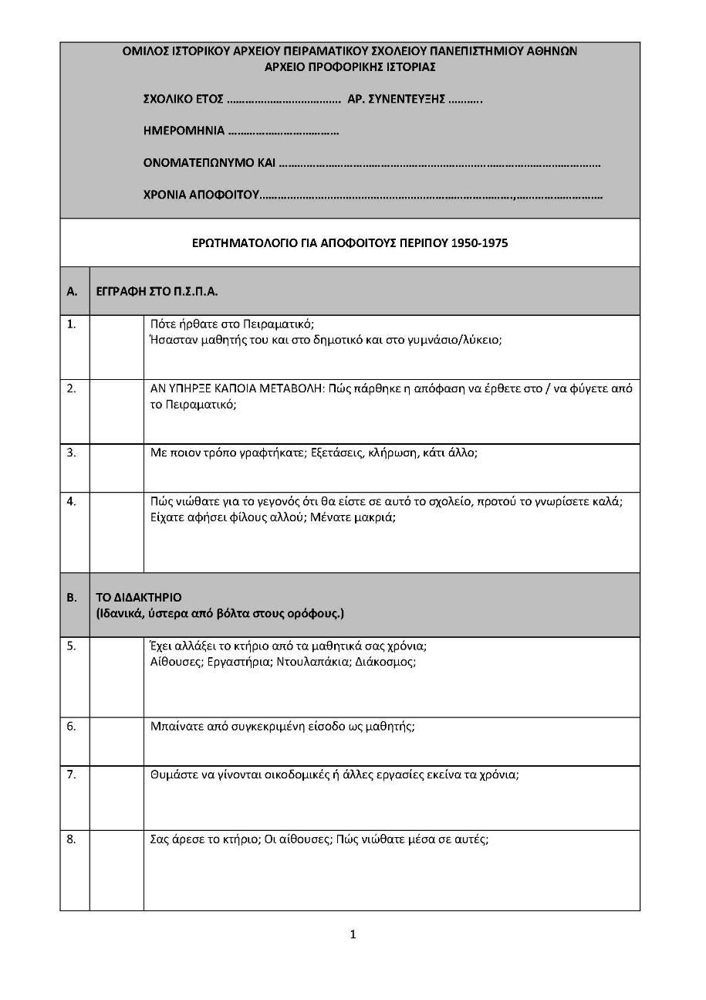 ΟΜΙΛΟΣ ΙΣΤΟΡΙΚΟΥ ΑΡΧΕΙΟΥ ΠΕΙΡΑΜΑΤΙΚΟΥ ΣΧΟΛΕΙΟΥ ΠΑΝΕΠΙΣΤΗΜΙΟΥ ΑΘΗΝΩΝ
ΑΡΧΕΙΟ ΠΡΟΦΟΡΙΚΗΣ ΙΣΤΟΡΙΑΣ
ΣΧΟΛΙΚΟ ΕΤΟΣ ………………………………. ΑΡ. ΣΥΝΕΝΤΕΥΞΗΣ ………..
ΗΜΕΡΟΜΗΝΙΑ ………………………………
ΟΝΟΜΑΤΕΠΩΝΥΜΟ ΚΑΙ ……………………………………………………………………………………………
ΧΡΟΝΙΑ ΑΠΟΦΟΙΤΟΥ……………………………………………………………………….,……………………….
ΕΡΩΤΗΜΑΤΟΛΟΓΙΟ ΓΙΑ ΑΠΟΦΟΙΤΟΥΣ ΠΕΡΙΠΟΥ 1950-1975
Α. ΕΓΓΡΑΦΗ ΣΤΟ Π.Σ.Π.Α.
1. Πότε ήρθατε στο Πειραματικό;
Ήσασταν μαθητής του και στο δημοτικό και στο γυμνάσιο/λύκειο;
2. ΑΝ ΥΠΗΡΞΕ ΚΑΠΟΙΑ ΜΕΤΑΒΟΛΗ: Πώς πάρθηκε η απόφαση να έρθετε στο / να φύγετε από
το Πειραματικό;
3. Με ποιον τρόπο γραφτήκατε; Εξετάσεις, κλήρωση, κάτι άλλο;
4. Πώς νιώθατε για το γεγονός ότι θα είστε σε αυτό το σχολείο, προτού το γνωρίσετε καλά;
Είχατε αφήσει φίλους αλλού; Μένατε μακριά;
Β. ΤΟ ΔΙΔΑΚΤΗΡΙΟ
(Ιδανικά, ύστερα από βόλτα στους ορόφους.)
5. Έχει αλλάξει το κτήριο από τα μαθητικά σας χρόνια;
Αίθουσες; Εργαστήρια; Ντουλαπάκια; Διάκοσμος;
6. Μπαίνατε από συγκεκριμένη είσοδο ως μαθητής;
7. Θυμάστε να γίνονται οικοδομικές ή άλλες εργασίες εκείνα τα χρόνια;
8. Σας άρεσε το κτήριο; Οι αίθουσες; Πώς νιώθατε μέσα σε αυτές;
1